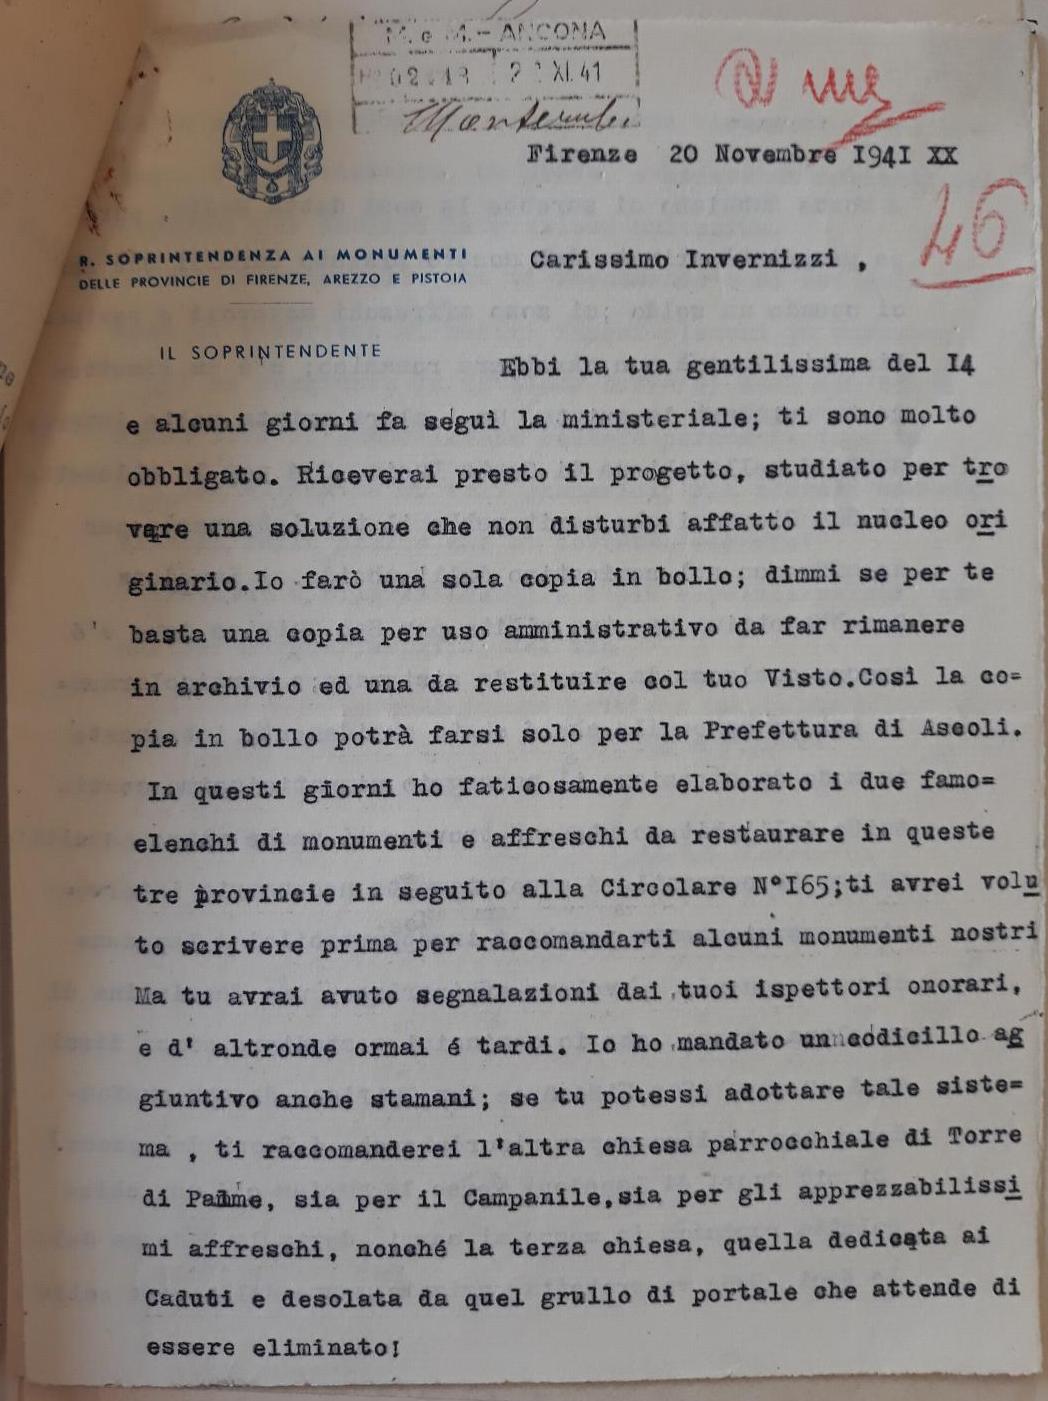 M. e M. - ANCONA
XI. 41
Firenze 20 Novembre 1941 XX
46
R. SOPRINTENDENZA AI MONUMENTI
DELLE PROVINCIE DI FIRENZE, AREZZO E PISTOIA
Carissimo Invernizzi ,
IL SOPRINTENDENTE
Ebbi la tua gentilissima del 14
e alcuni giorni fa seguì la ministeriale; ti sono molto
obbligato. Riceverai presto il progetto, studiato per tro
vare una soluzione che non disturbi affatto il nucleo ori
ginario.Io farò una sola copia in bollo; dimmi se per te
basta una copia per uso amministrativo da far rimanere
in archivio ed una da restituire col tuo Visto.Così la co=
pia in bollo potrà farsi solo per la Prefettura di Ascoli.
In questi giorni ho faticosamente elaborato i due famo=
elenchi di monumenti e affreschi da restaurare in queste
tre provincie in seguito alla Circolare N°I65;ti avrei volu
to scrivere prima per raccomandarti alcuni monumenti nostri
Ma tu avrai avuto segnalazioni dai tuoi ispettori onorari,
e d' altronde ormai é tardi. Io ho mandato un codicillo ag
giuntivo anche stamani; se tu potessi adottare tale siste=
ma , ti raccomanderei l'altra chiesa parrocchiale di Torre
di Palme, sia per il Campanile,sia per gli apprezzabilissi
mi affreschi, nonché la terza chiesa, quella dedicata ai
Caduti e desolata da quel grullo di portale che attende di
essere eliminato!